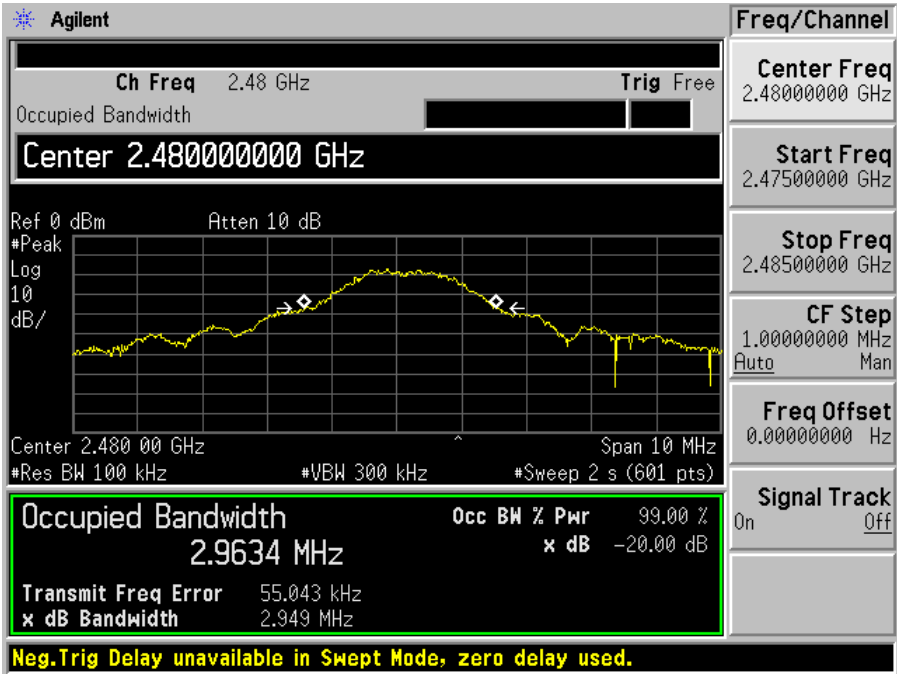 Agilent
Freq/Channel
Ch Freq 2.48 GHz Trig Free
Occupied Bandwidth
Center 2.480000000 GHz
Ref 0 dBm Atten 10 dB
#Peak
Log
10
dB/
Center 2.480 00 GHz Span 10 MHz
#Res BW 100 kHz #VBW 300 kHz #Sweep 2 s (601 pts)
Occupied Bandwidth
2.9634 MHz
Occ BW % Pwr 99.00 %
x dB -20.00 dB
Transmit Freq Error 55.043 kHz
x dB Bandwidth 2.949 MHz
Neg.Trig Delay unavailable in Swept Mode, zero delay used.
Center Freq
2.48000000 GHz
Start Freq
2.47500000 GHz
Stop Freq
2.48500000 GHz
CF Step
1.00000000 MHz
Auto Man
Freq Offset
0.00000000 Hz
Signal Track
On Off